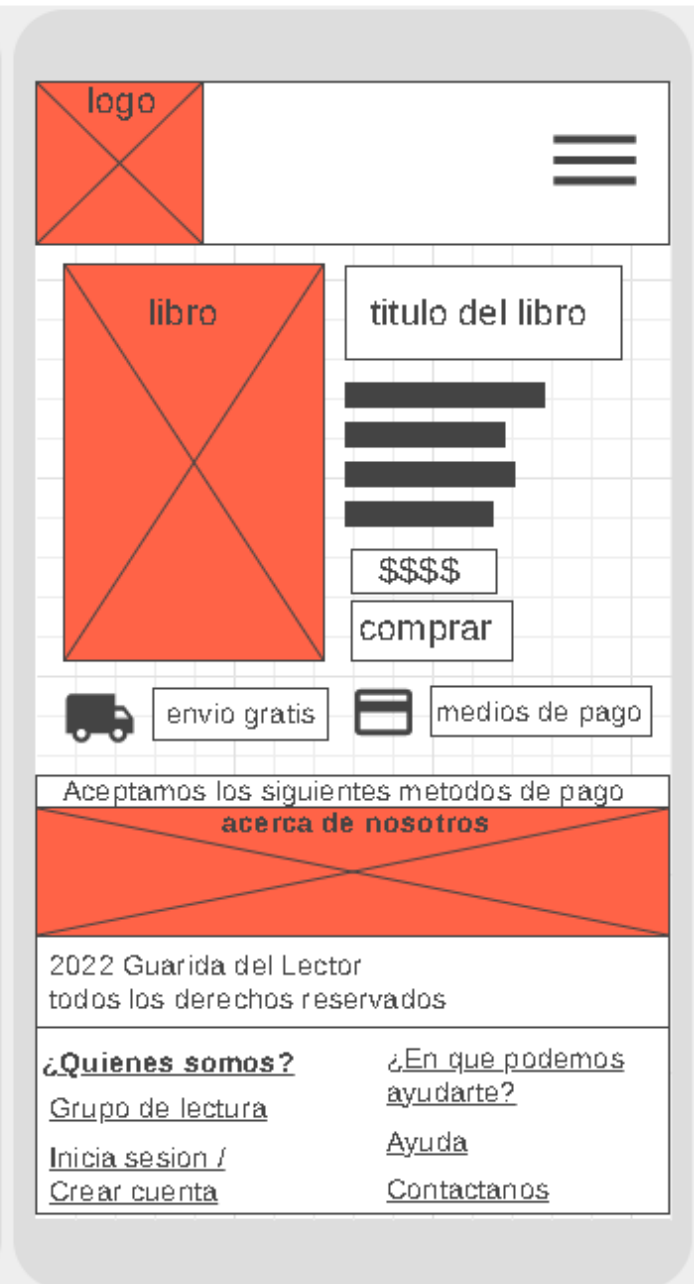 logo
libro
titulo del libro
$$$$
comprar
envio gratis
medios de pago
Aceptamos los siguientes metodos de pago
acerca de nosotros
2022 Guarida del Lector
todos los derechos reservados
¿Quienes somos?
Grupo de lectura
Inicia sesion /
Crear cuenta
¿En que podemos
ayudarte?
Ayuda
Contactanos